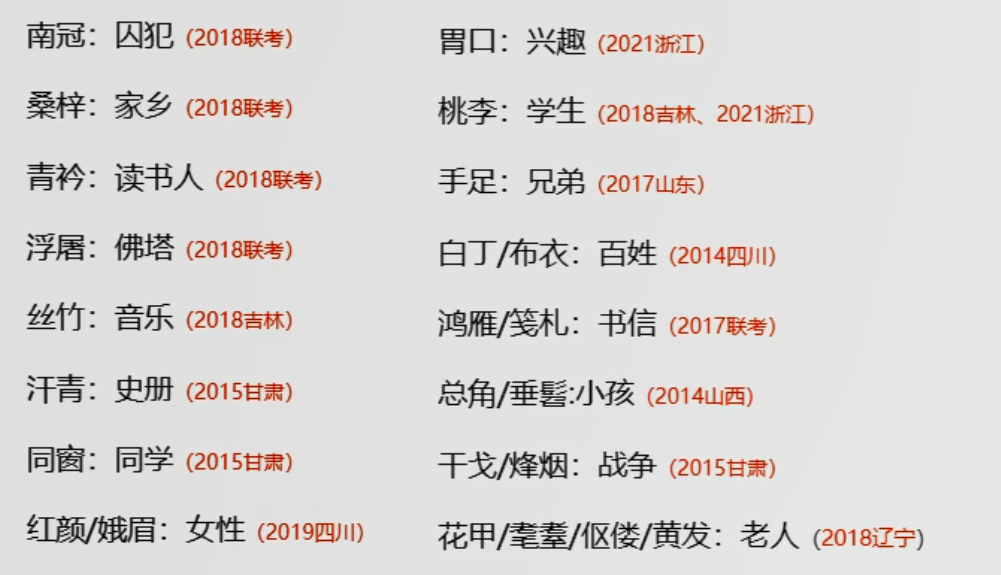 南冠：囚犯（2018联考）
桑梓：家乡（2018联考）
青衿：读书人（2018联考）
浮屠：佛塔（2018联考）
丝竹：音乐（2018吉林）
汗青：史册（2015甘肃）
同窗：同学（2015甘肃）
红颜/娥眉：女性（2019四川）
胃口：兴趣（2021浙江）
桃李：学生（2018吉林、2021浙江）
手足：兄弟（2017山东）
白丁/布衣：百姓（2014四川）
鸿雁/笺札：书信（2017联考）
总角/垂髫:小孩（2014山西）
干戈/烽烟：战争（2015甘肃）
花甲/耄耋/伛偻/黄发：老人（2018辽宁）